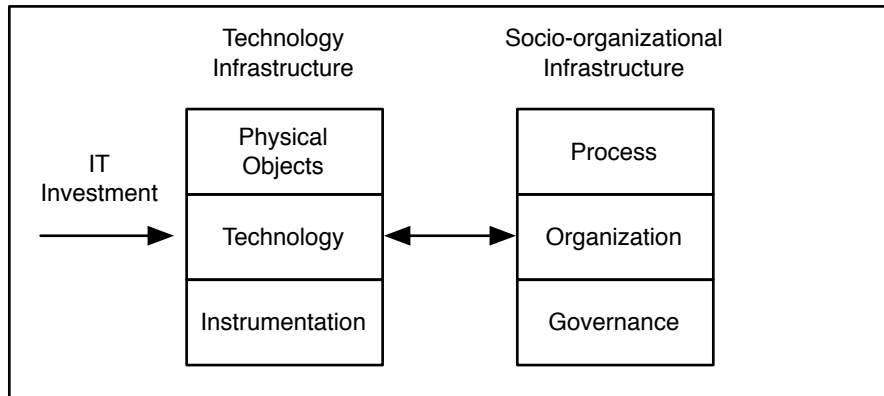 Technology
Infrastructure
Socio-organizational
Infrastructure
IT
Investment
Physical
Objects
Technology
Instrumentation
Process
Organization
Governance